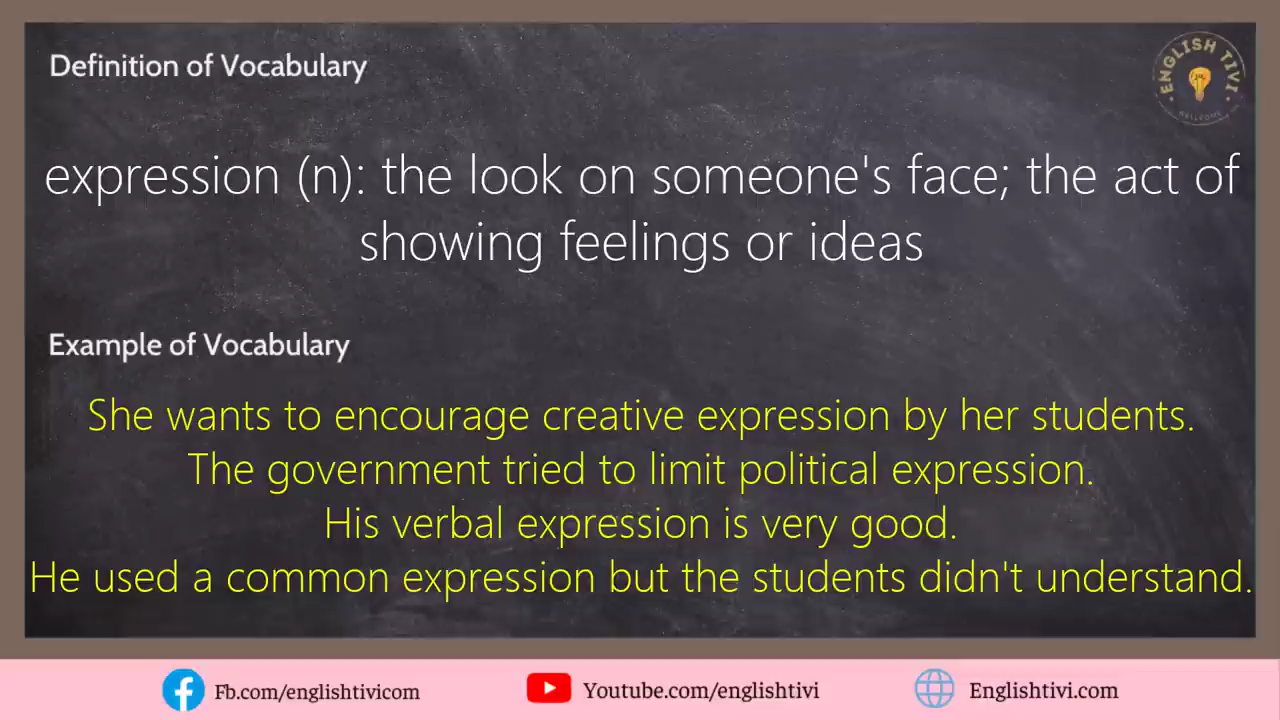 Definition of Vocabulary
ENGLISH TIVI
expression (n): the look on someone's face; the act of
showing feelings or ideas
Example of Vocabulary
She wants to encourage creative expression by her students.
The government tried to limit political expression.
His verbal expression is very good.
He used a common expression but the students didn't understand.
Fb.com/englishtivicom
Youtube.com/englishtivi
Englishtivi.com